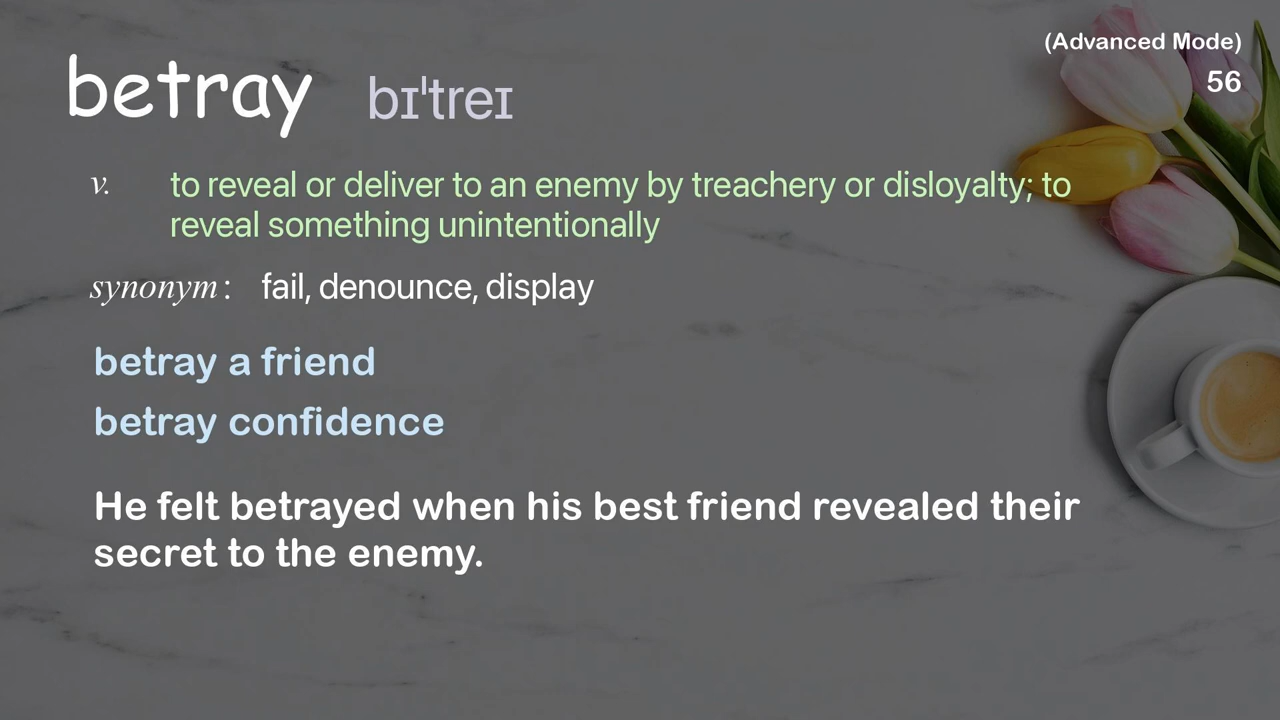 (Advanced Mode)
56
betray bɪˈtreɪ
v. to reveal or deliver to an enemy by treachery or disloyalty; to
reveal something unintentionally
synonym: fail, denounce, display
betray a friend
betray confidence
He felt betrayed when his best friend revealed their
secret to the enemy.